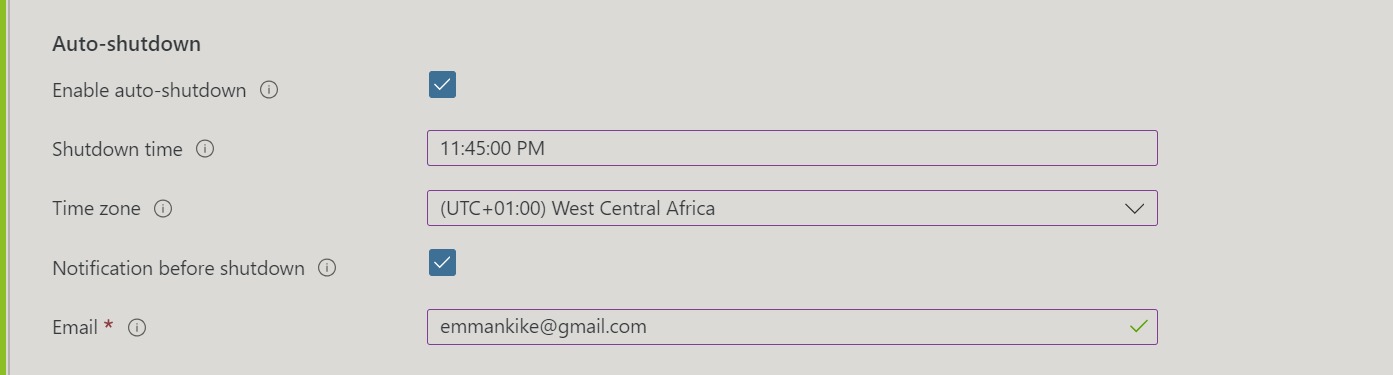 Auto-shutdown
Enable auto-shutdown
Shutdown time
11:45:00 PM
Time zone
(UTC+01:00) West Central Africa
Notification before shutdown
Email *
emmankike@gmail.com